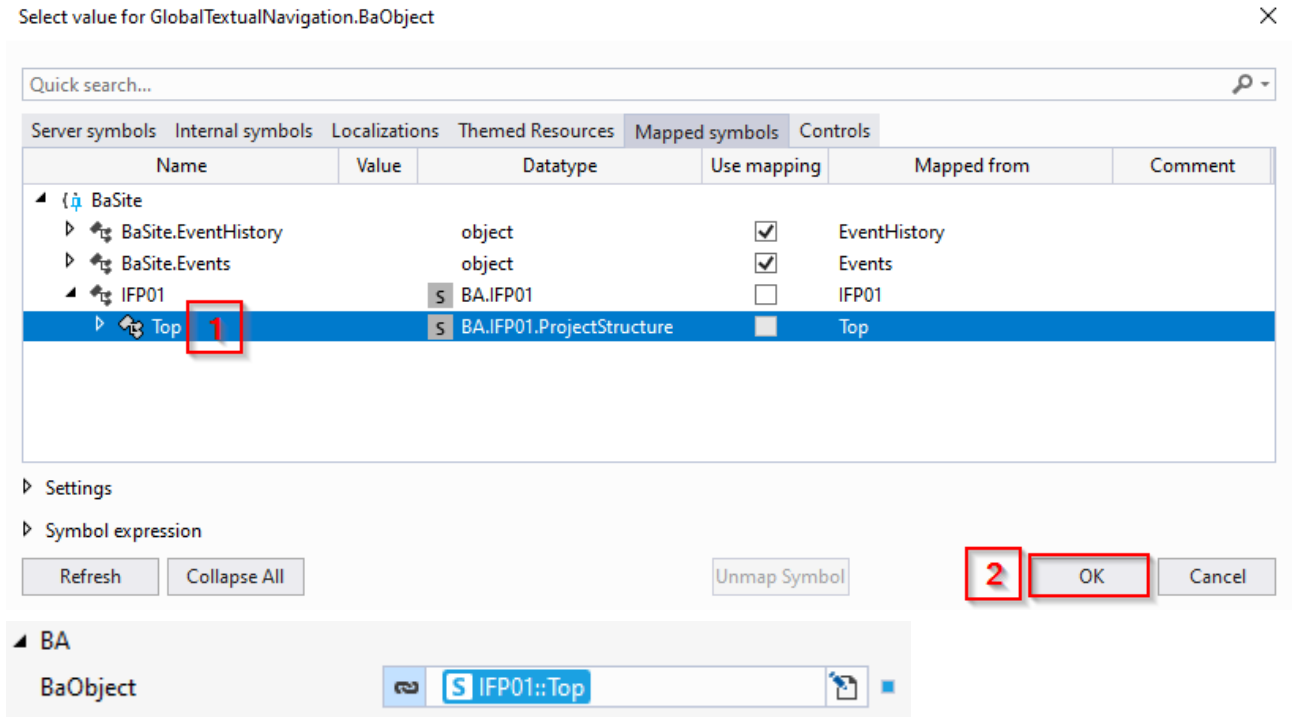 Select value for GlobalTextualNavigation.BaObject
Quick search...
Server symbols Internal symbols Localizations Themed Resources Mapped symbols Controls
Name Value Datatype Use mapping Mapped from Comment
BaSite
BaSite.EventHistory object EventHistory
BaSite.Events object Events
IFP01 S BA.IFP01 IFP01
Top 1 S BA.IFP01.ProjectStructure Top
Settings
Symbol expression
Refresh Collapse All Unmap Symbol 2 OK Cancel
BA
BaObject S IFP01::Top